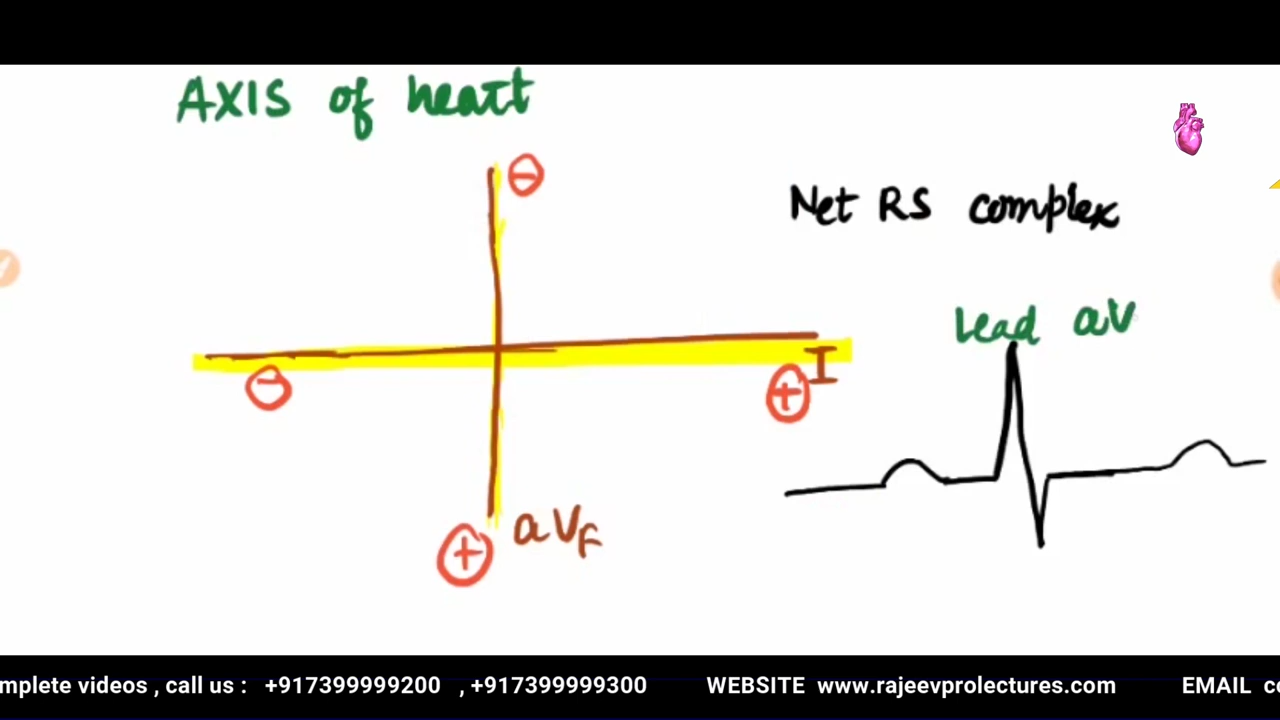 AXIS of heart
⊖
Net RS complex
Lead aV
I
⊖
⊕
aVF
⊕
mplete videos , call us : +917399999200 , +917399999300 WEBSITE www.rajeevprolectures.com EMAIL co